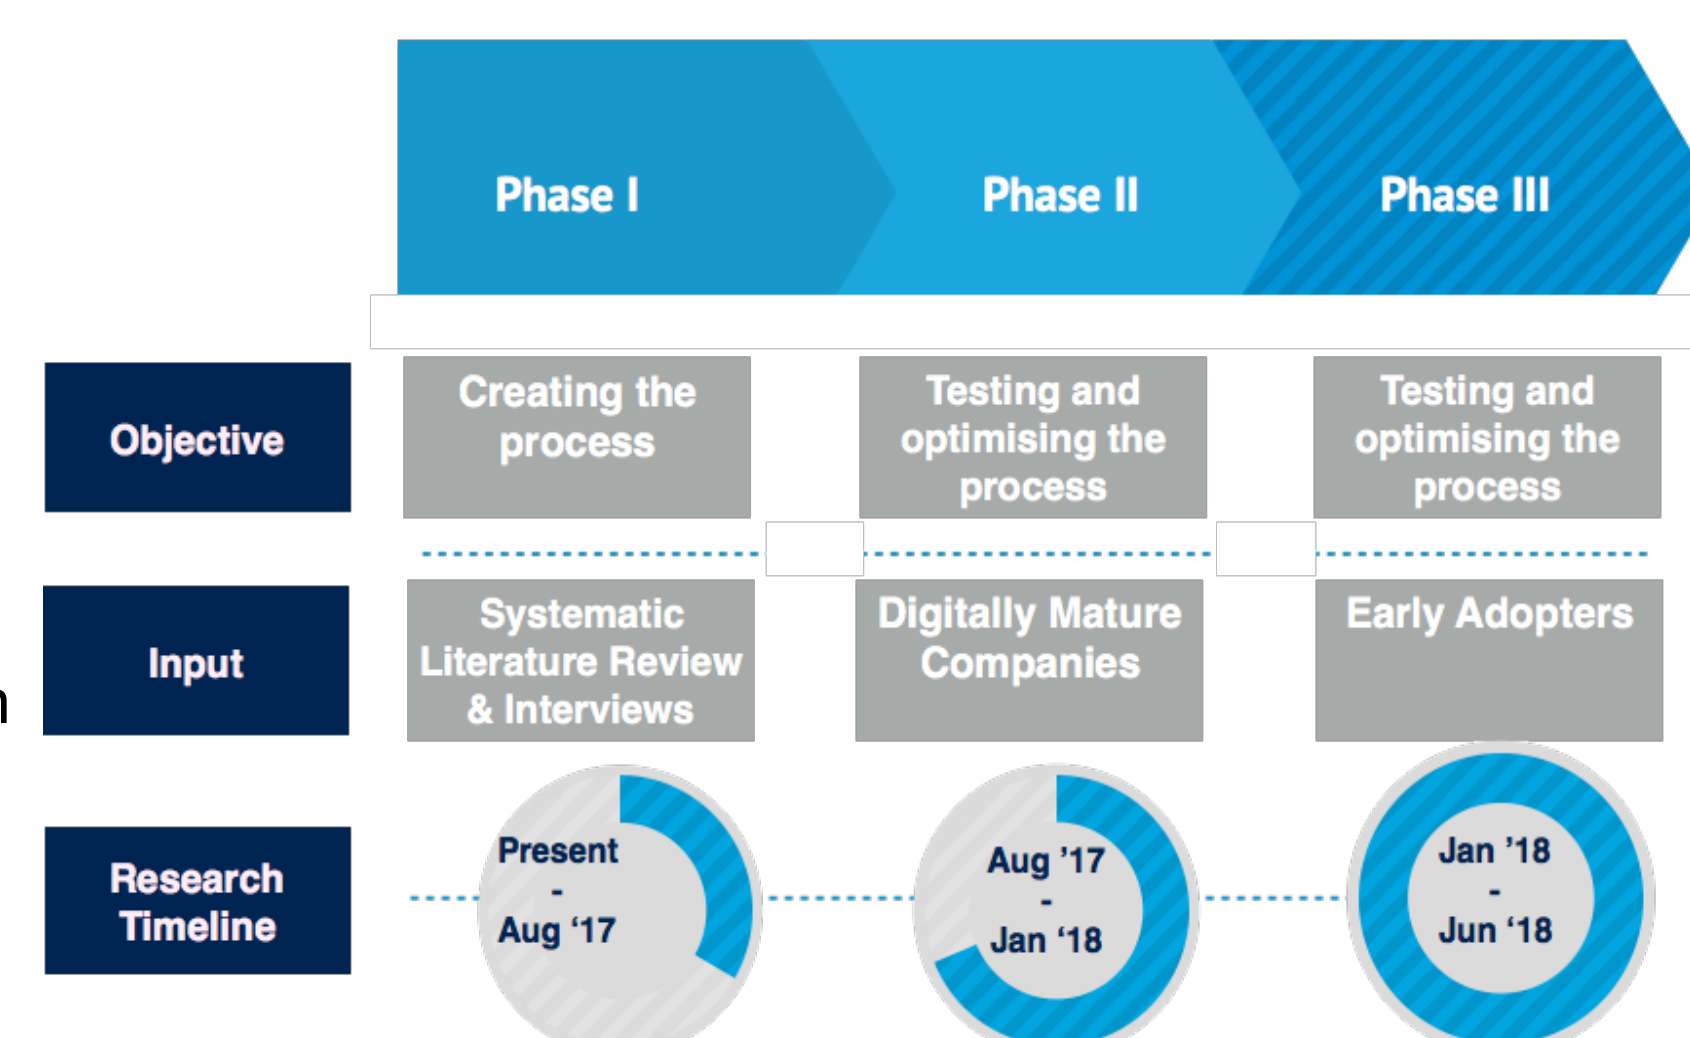 Phase I
Phase II
Phase III
Objective
Creating the
process
Testing and
optimising the
process
Testing and
optimising the
process
Input
Systematic
Literature Review
& Interviews
Digitally Mature
Companies
Early Adopters
n
Research
Timeline
Present
-
Aug ‘17
Aug ’17
-
Jan ‘18
Jan ’18
-
Jun ‘18